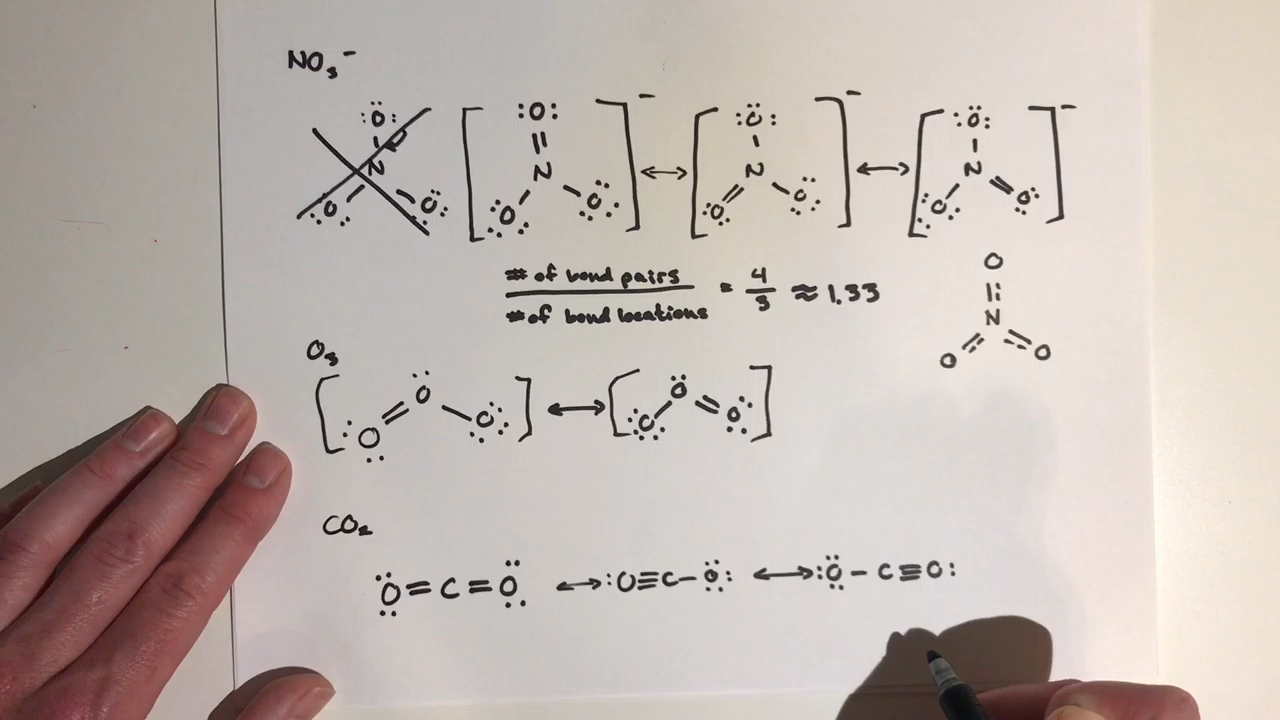 NO₃⁻
:Ö: :O: :Ö: :Ö:
N [N]⁻ ↔ [N]⁻ ↔ [N]⁻
O O O O O O O O
# of bond pairs / # of bond locations = 4/3 ≈ 1.33
O
N
O O
O₃
[O = O – O] ↔ [O – O = O]
CO₂
Ö = C = Ö ↔ :O≡C–Ö: ↔ :Ö–C≡O: